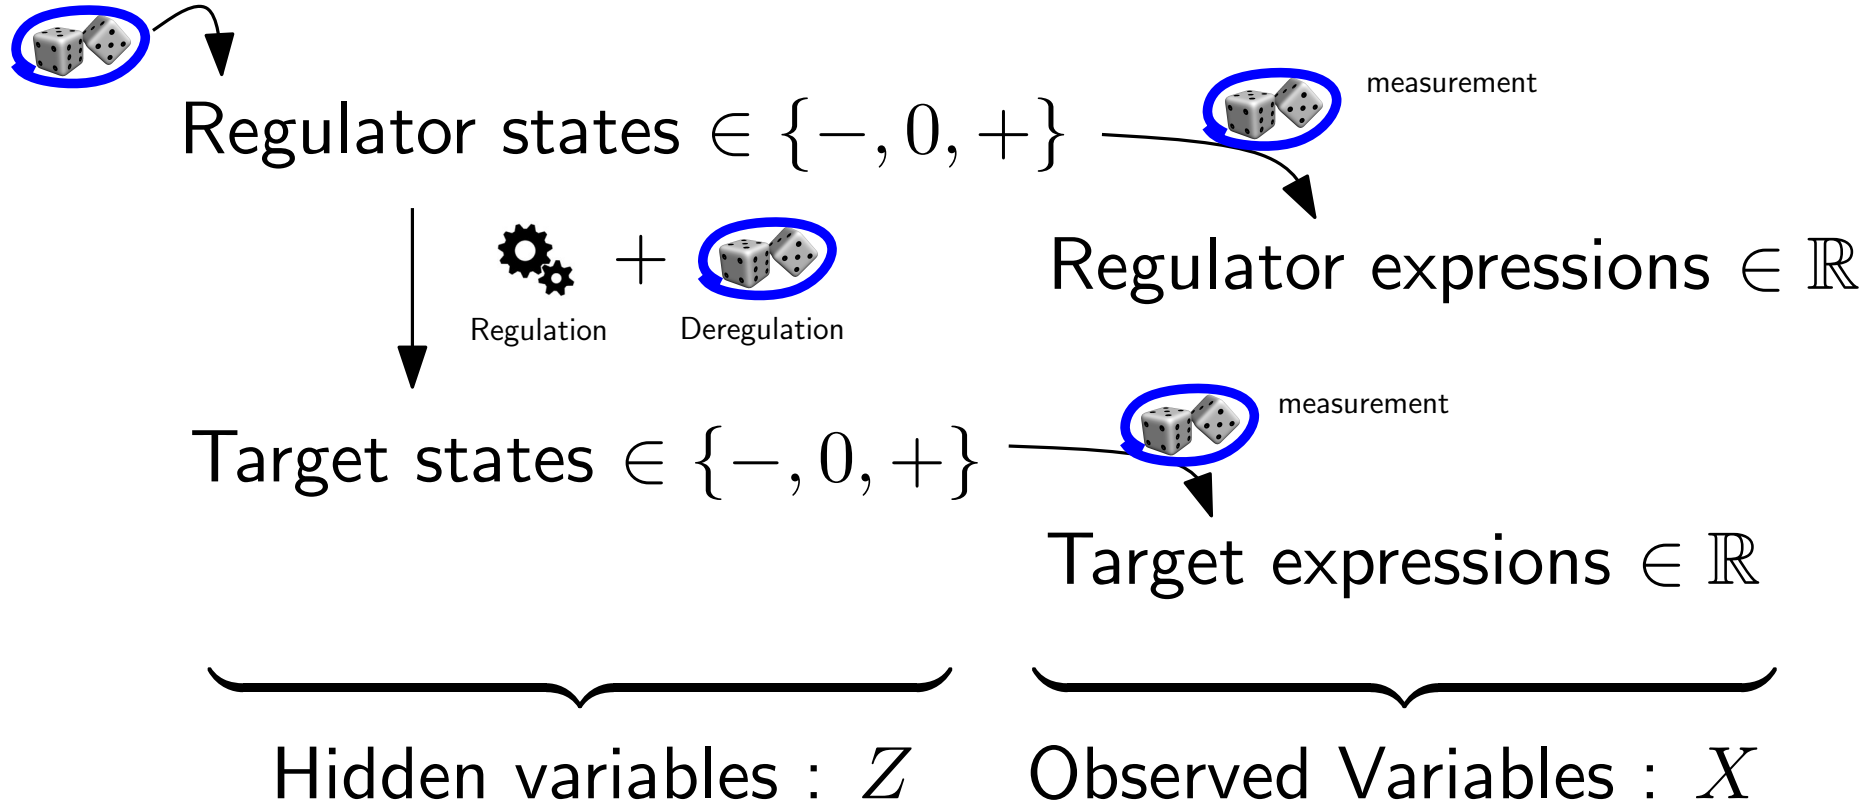 measurement
Regulator states ∈ {−, 0, +}
Regulator expressions ∈ ℝ
+
Regulation
Deregulation
measurement
Target states ∈ {−, 0, +}
Target expressions ∈ ℝ
Hidden variables : Z
Observed Variables : X